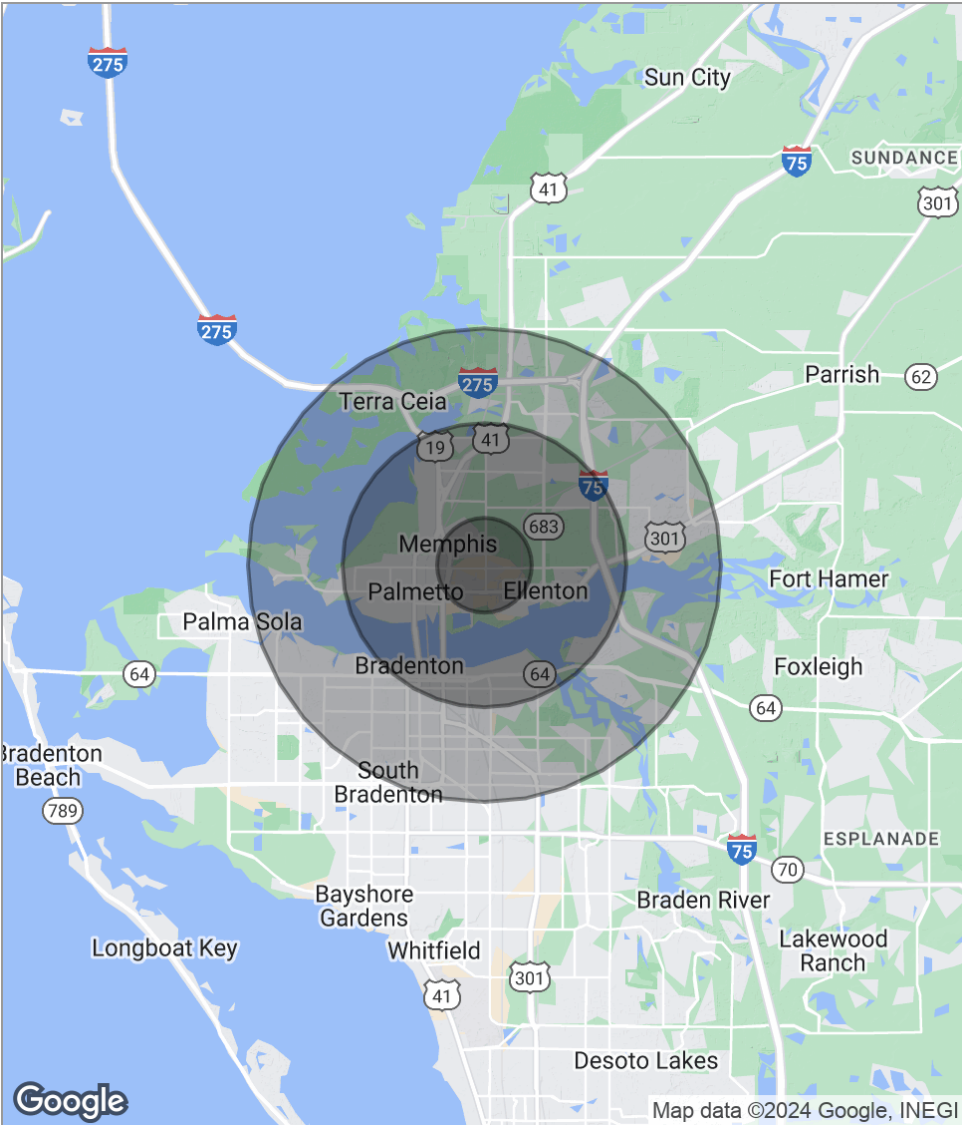 275
Sun City
75
SUNDANCE
41
301
275
Parrish
62
275
Terra Ceia
19
41
75
683
301
Memphis
Palmetto
Ellenton
Fort Hamer
Palma Sola
Bradenton
64
64
Foxleigh
64
Bradenton
Beach
South
Bradenton
789
ESPLANADE
75
70
Bayshore
Gardens
Braden River
Longboat Key
Whitfield
Lakewood
Ranch
301
41
Desoto Lakes
Google
Map data ©2024 Google, INEGI